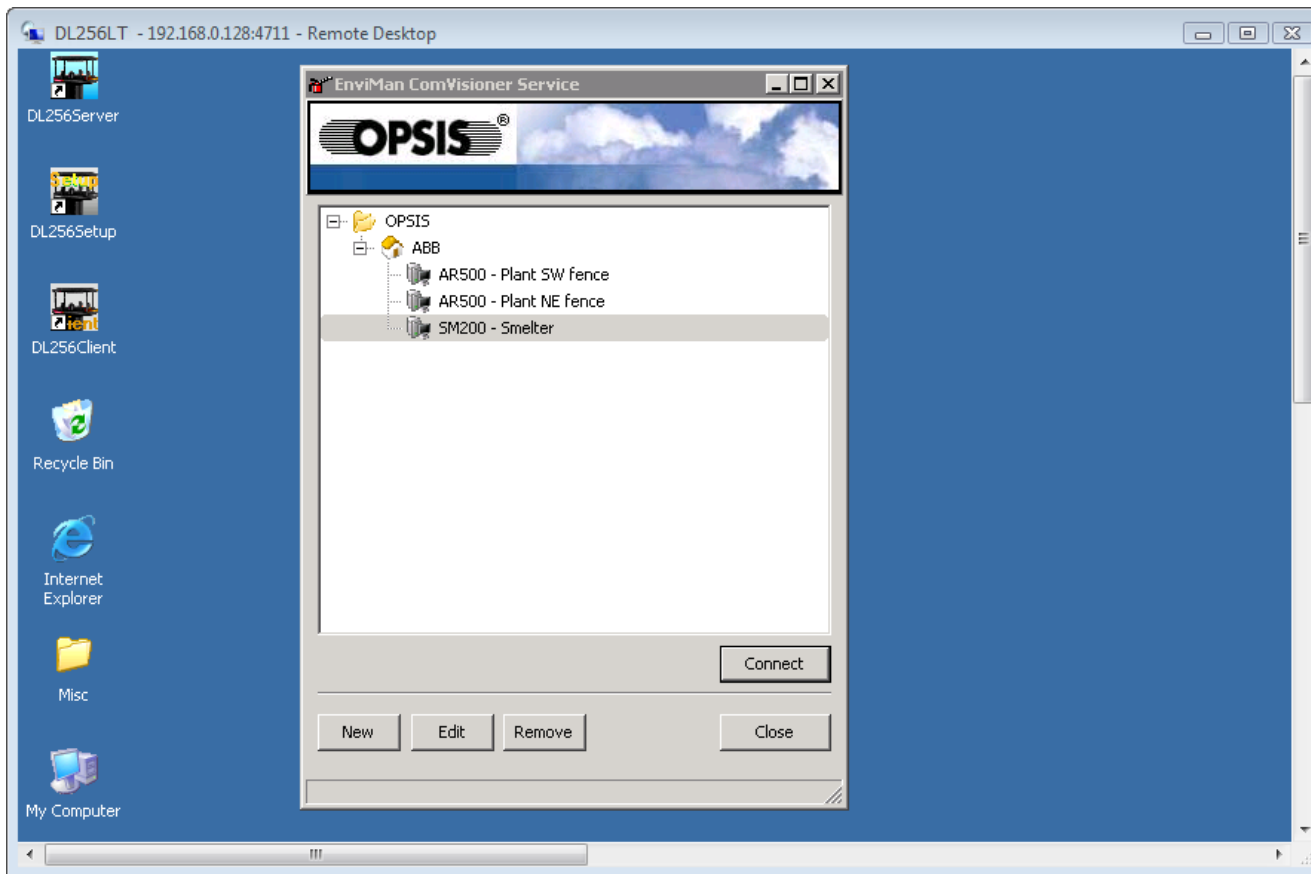 DL256LT - 192.168.0.128:4711 - Remote Desktop
DL256Server
DL256Setup
DL256Client
Recycle Bin
Internet
Explorer
Misc
My Computer
EnviMan ComVisioner Service
OPSIS®
OPSIS
ABB
AR500 - Plant SW fence
AR500 - Plant NE fence
SM200 - Smelter
Connect
New Edit Remove Close